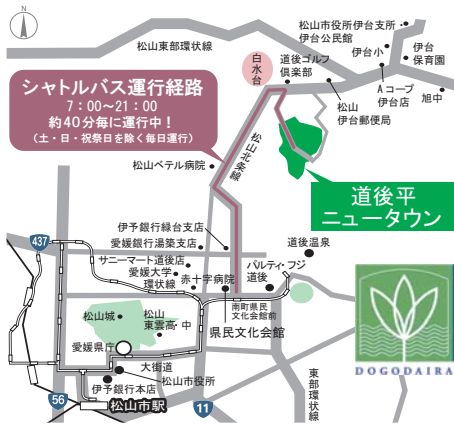 N
松山市役所伊台支所
伊台公民館
伊台小
伊台
保育園
松山東部環状線
白水台
道後ゴルフ
倶楽部
Aコープ
伊台店
旭中
松山
伊台郵便局
シャトルバス運行経路
7：00〜21：00
約40分毎に運行中！
（土・日・祝祭日を除く毎日運行）
松山北条線
松山ベテル病院
道後平
ニュータウン
伊予銀行緑台支店
愛媛銀行湯築支店
サニーマート道後店
愛媛大学
環状線
赤十字病院
パルティ・フジ
道後
道後温泉
437
南町県民
文化会館前
県民文化会館
松山城
松山
東雲高・中
愛媛県庁
大街道
松山市役所
伊予銀行本店
56
松山市駅
11
東部環状線
DOGODAIRA